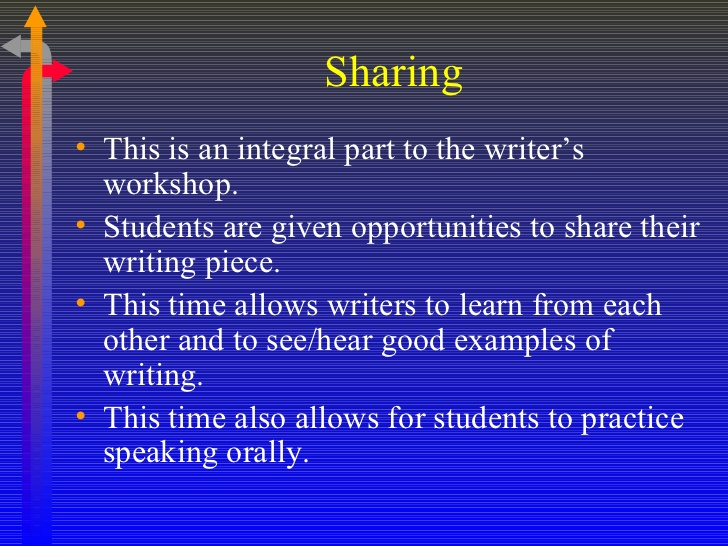 Sharing
• This is an integral part to the writer’s
workshop.
• Students are given opportunities to share their
writing piece.
• This time allows writers to learn from each
other and to see/hear good examples of
writing.
• This time also allows for students to practice
speaking orally.